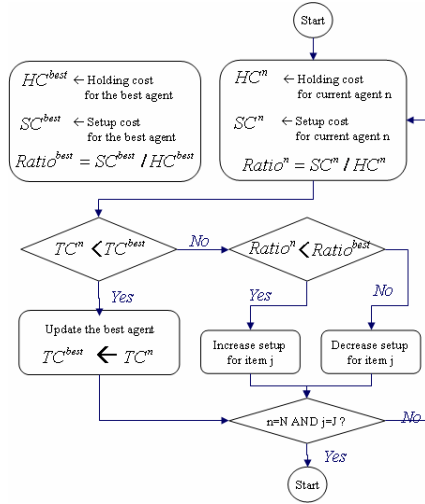 Start
HC^best ← Holding cost
for the best agent
SC^best ← Setup cost
for the best agent
Ratio^best = SC^best / HC^best
HC^n ← Holding cost
for current agent n
SC^n ← Setup cost
for current agent n
Ratio^n = SC^n / HC^n
TC^n < TC^best
No
Ratio^n < Ratio^best
Yes
Yes
No
Update the best agent
TC^best ← TC^n
Increase setup
for item j
Decrease setup
for item j
n=N AND j=J ?
No
Yes
Start